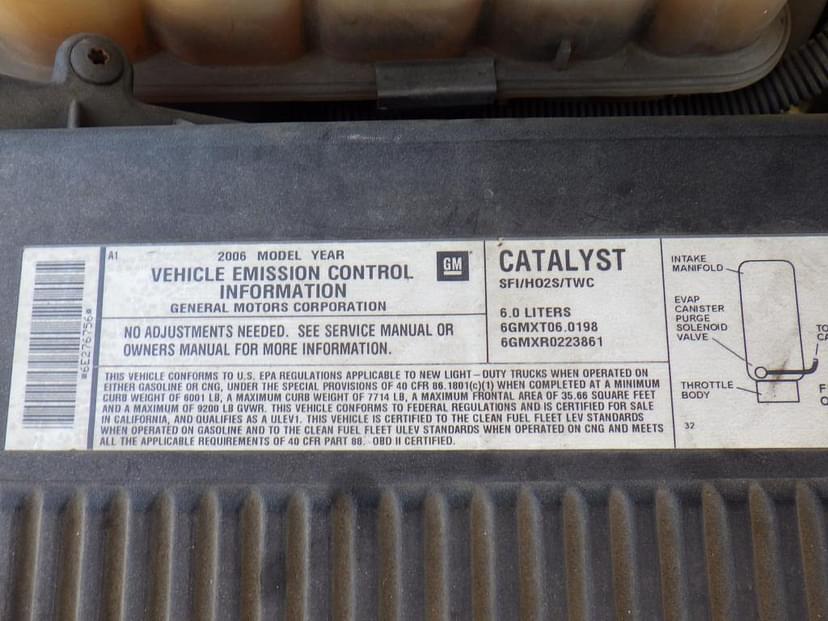 *6E276756*
A1
2006 MODEL YEAR
VEHICLE EMISSION CONTROL
INFORMATION
GENERAL MOTORS CORPORATION
GM
NO ADJUSTMENTS NEEDED. SEE SERVICE MANUAL OR
OWNERS MANUAL FOR MORE INFORMATION.
CATALYST
SFI/HO2S/TWC
6.0 LITERS
6GMXT06.0198
6GMXR0223861
THIS VEHICLE CONFORMS TO U.S. EPA REGULATIONS APPLICABLE TO NEW LIGHT-DUTY TRUCKS WHEN OPERATED ON
EITHER GASOLINE OR CNG, UNDER THE SPECIAL PROVISIONS OF 40 CFR 86.1801(c)(1) WHEN COMPLETED AT A MINIMUM
CURB WEIGHT OF 6001 LB, A MAXIMUM CURB WEIGHT OF 7714 LB, A MAXIMUM FRONTAL AREA OF 35.66 SQUARE FEET
AND A MAXIMUM OF 9200 LB GVWR. THIS VEHICLE CONFORMS TO FEDERAL REGULATIONS AND IS CERTIFIED FOR SALE
IN CALIFORNIA, AND QUALIFIES AS A ULEV1. THIS VEHICLE IS CERTIFIED TO THE CLEAN FUEL FLEET LEV STANDARDS
WHEN OPERATED ON GASOLINE AND TO THE CLEAN FUEL FLEET ULEV STANDARDS WHEN OPERATED ON CNG AND MEETS
ALL THE APPLICABLE REQUIREMENTS OF 40 CFR PART 88. OBD II CERTIFIED.
INTAKE
MANIFOLD
EVAP
CANISTER
PURGE
SOLENOID
VALVE
THROTTLE
BODY
32
TO